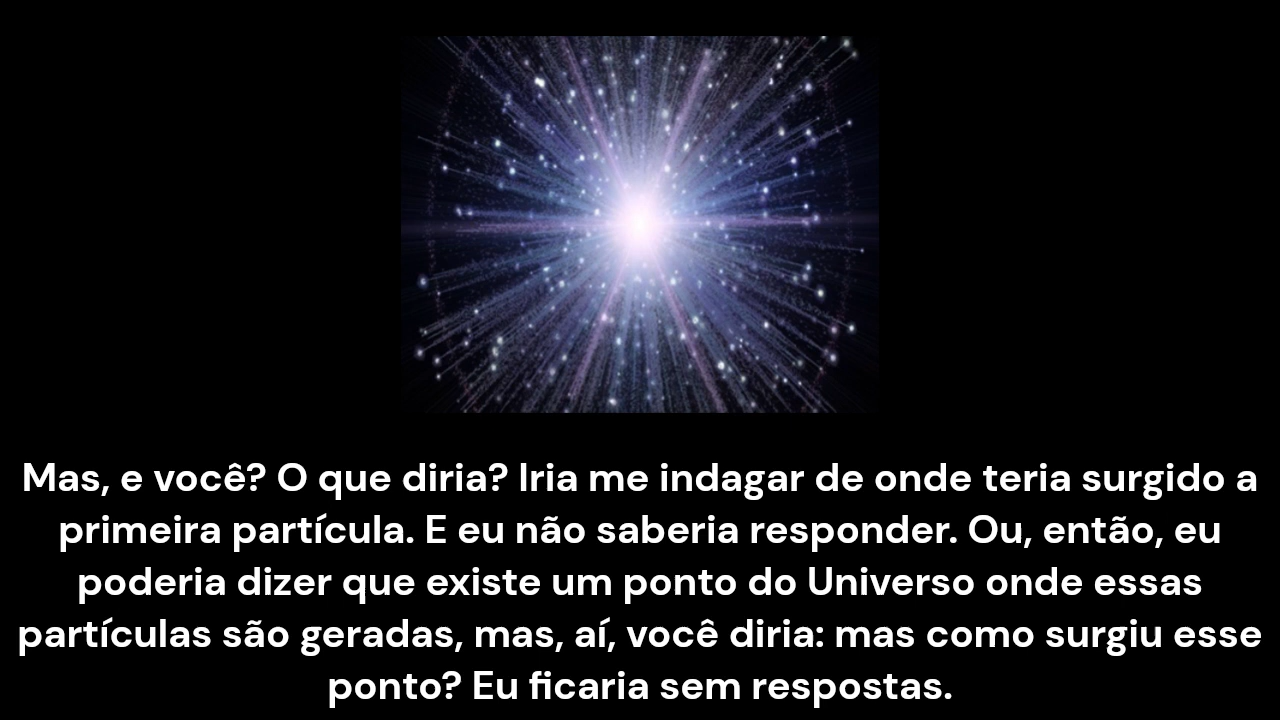 Mas, e você? O que diria? Iria me indagar de onde teria surgido a
primeira partícula. E eu não saberia responder. Ou, então, eu
poderia dizer que existe um ponto do Universo onde essas
partículas são geradas, mas, aí, você diria: mas como surgiu esse
ponto? Eu ficaria sem respostas.